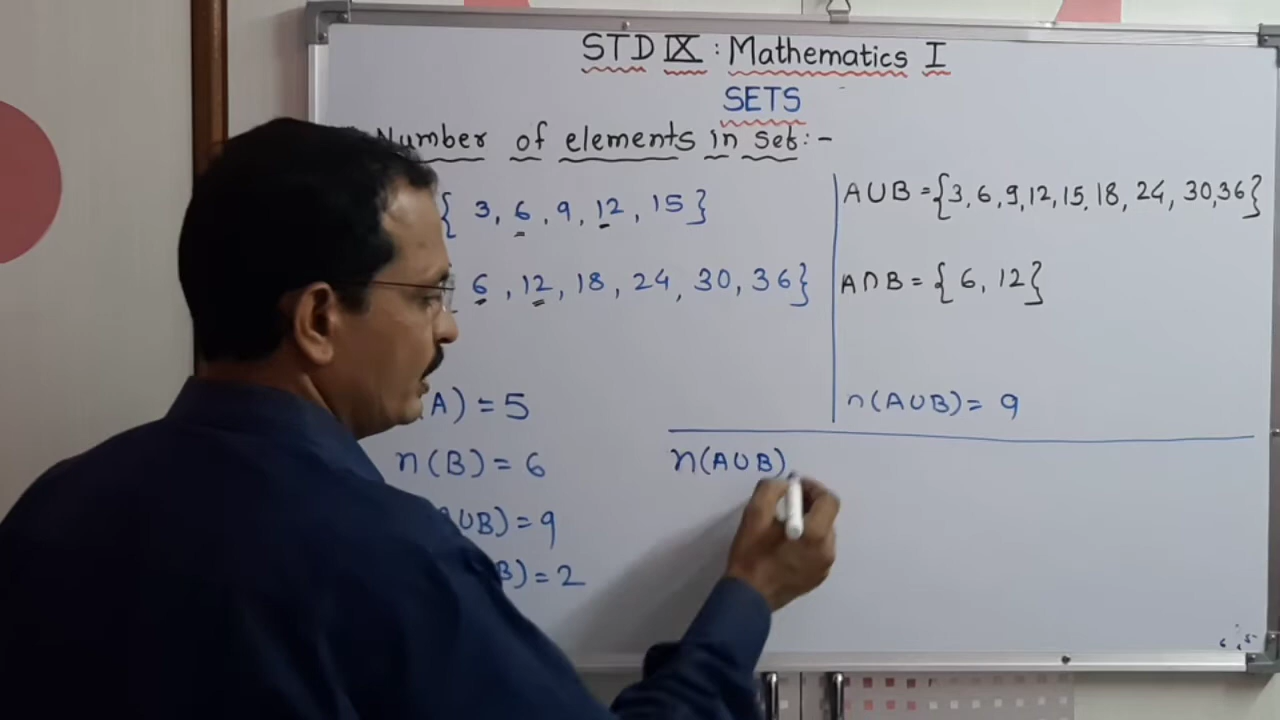 STD IX : Mathematics I
SETS
Number of elements in set:-
{ 3, 6, 9, 12, 15 }
6, 12, 18, 24, 30, 36 }
A) = 5
n(B) = 6
UB) = 9
B) = 2
A∪B = {3, 6, 9, 12, 15, 18, 24, 30, 36 }
A∩B = { 6, 12 }
n(A∪B) = 9
n(A∪B)